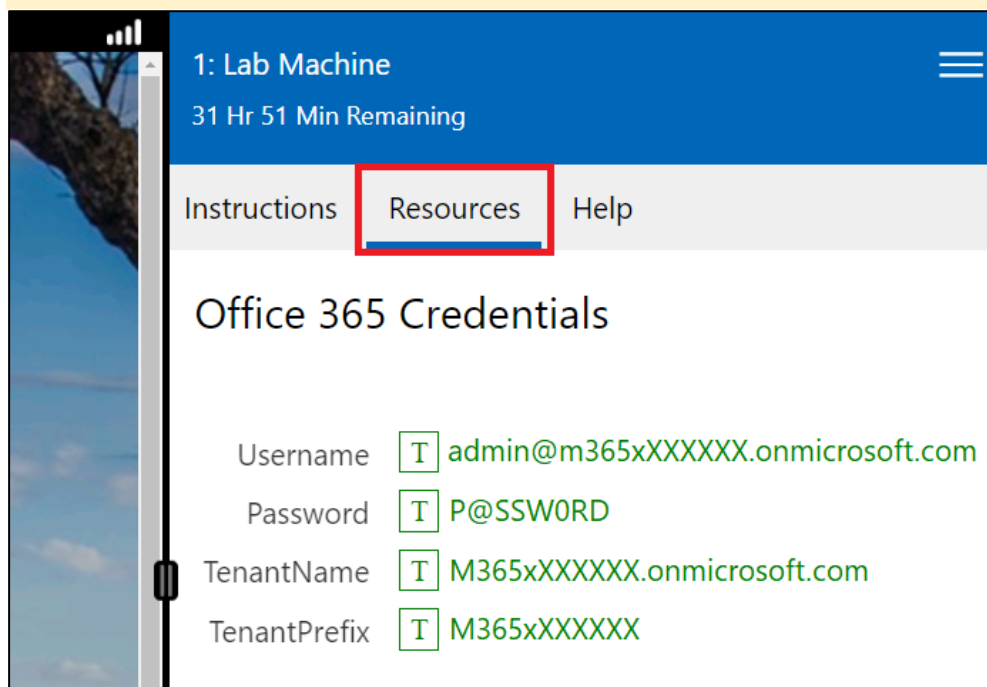 1: Lab Machine
31 Hr 51 Min Remaining
Instructions Resources Help
Office 365 Credentials
Username T admin@m365xXXXXXX.onmicrosoft.com
Password T P@SSW0RD
TenantName T M365xXXXXXX.onmicrosoft.com
TenantPrefix T M365xXXXXXX